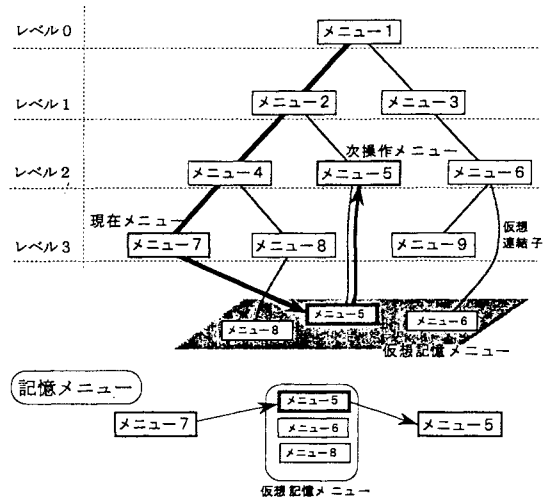 レベル0
メニュー1
レベル1
メニュー2
メニュー3
次操作メニュー
レベル2
メニュー4
メニュー5
メニュー6
現在メニュー
仮想
連結子
レベル3
メニュー7
メニュー8
メニュー9
メニュー5
メニュー8
メニュー6
仮想記憶メニュー
記憶メニュー
メニュー7
メニュー5
メニュー6
メニュー8
メニュー5
仮想記憶メニュー